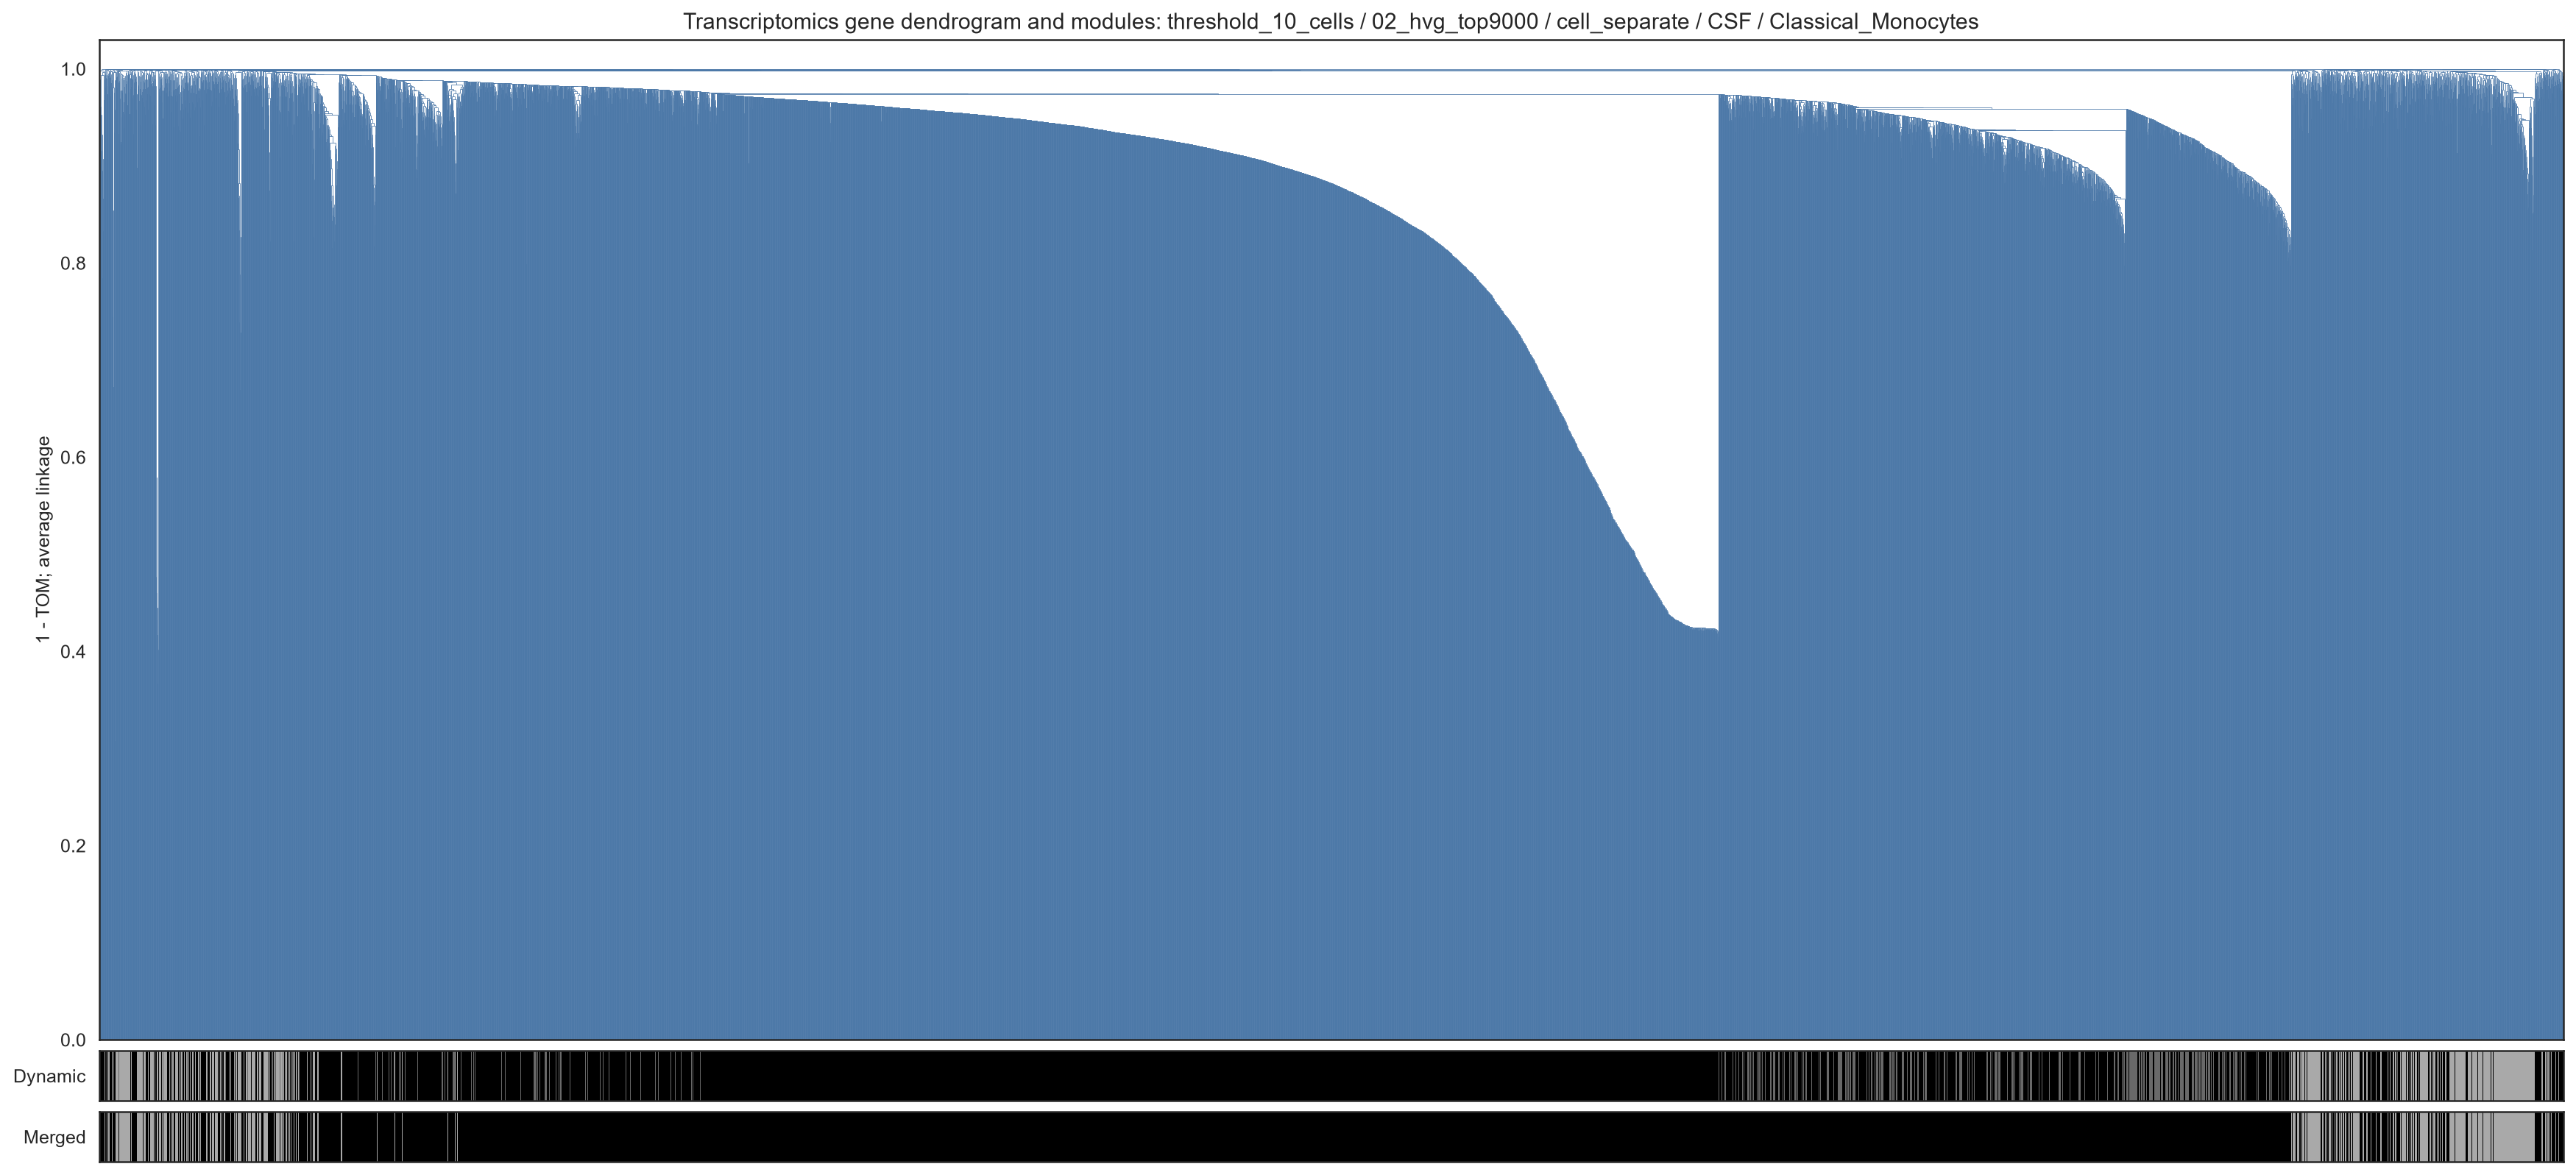 Transcriptomics gene dendrogram and modules: threshold_10_cells / 02_hvg_top9000 / cell_separate / CSF / Classical_Monocytes
1.0
0.8
0.6
0.4
0.2
0.0
1 - TOM; average linkage
Dynamic
Merged